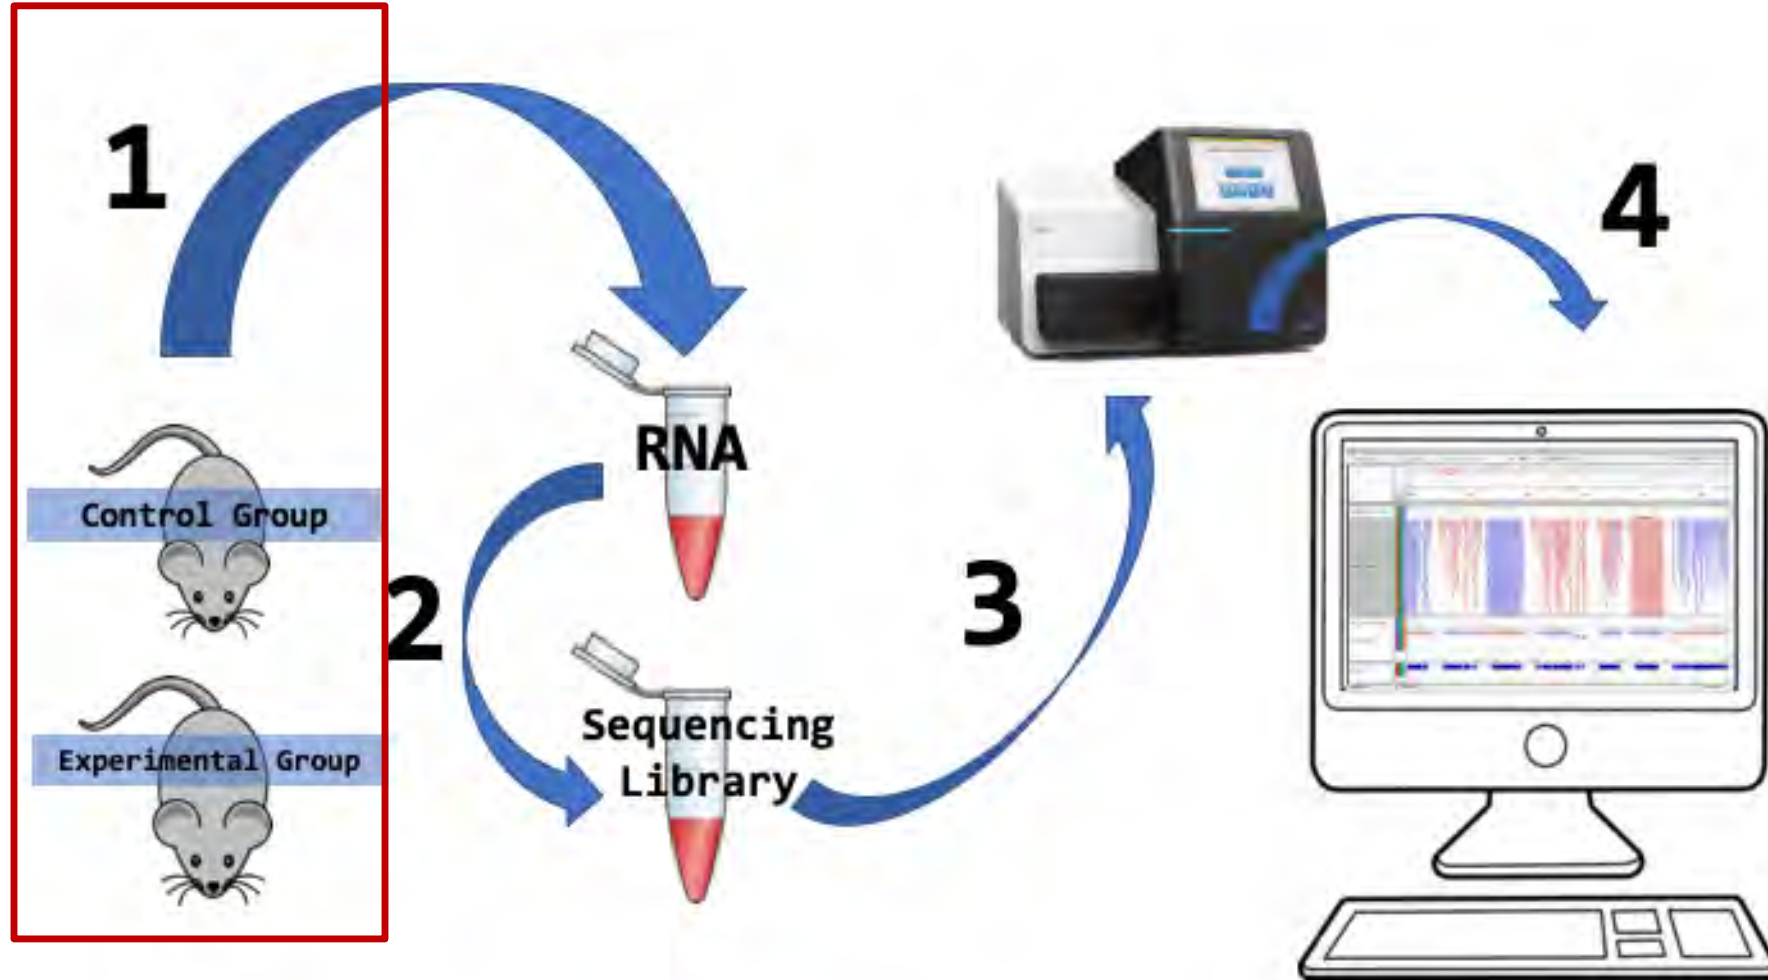 1
Control Group
Experimental Group
2
RNA
Sequencing
Library
3
4